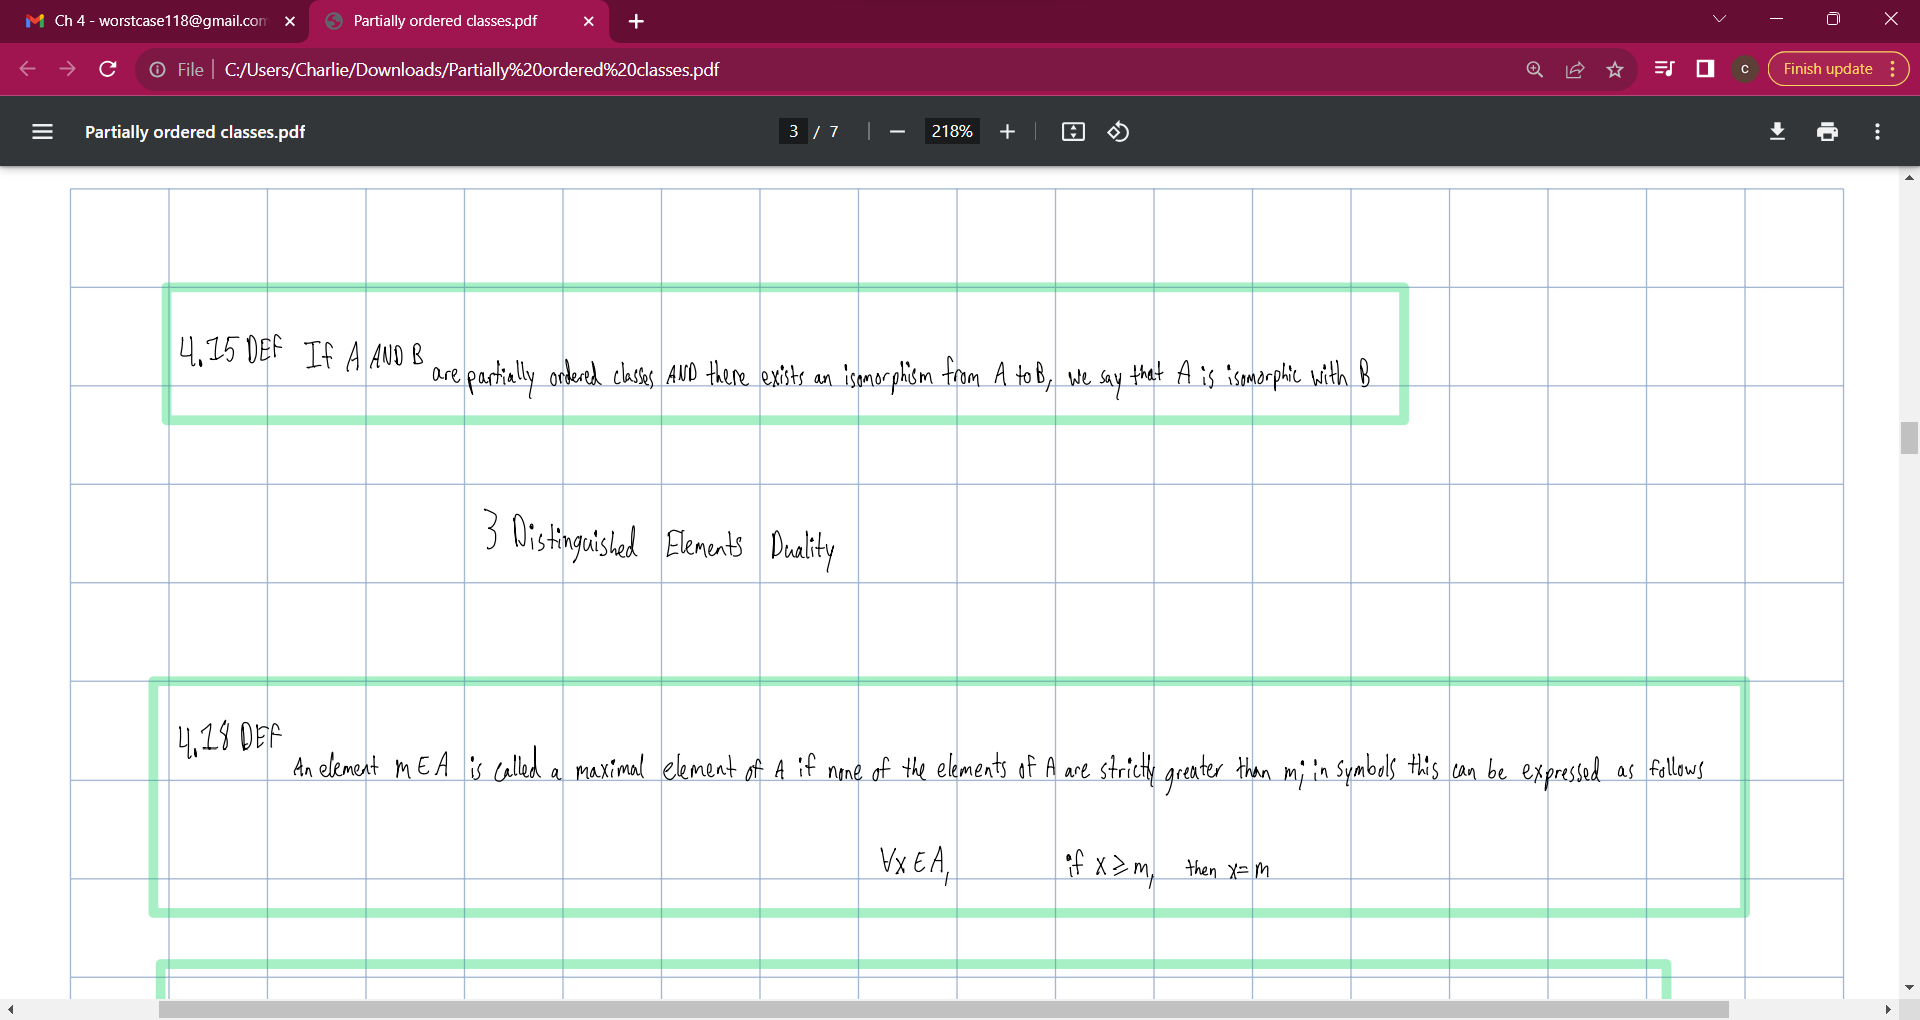 Ch 4 - worstcase118@gmail.com
Partially ordered classes.pdf
File C:/Users/Charlie/Downloads/Partially%20ordered%20classes.pdf
C
Finish update
Partially ordered classes.pdf
3 / 7
218%
4.15 DEF If A AND B are partially ordered classes AND there exists an isomorphism from A to B, we say that A is isomorphic with B
3 Distinguished Elements Duality
4.18 DEF
An element m ∈ A is called a maximal element of A if none of the elements of A are strictly greater than m; in symbols this can be expressed as follows
∀x ∈ A, if x ≥ m, then x = m